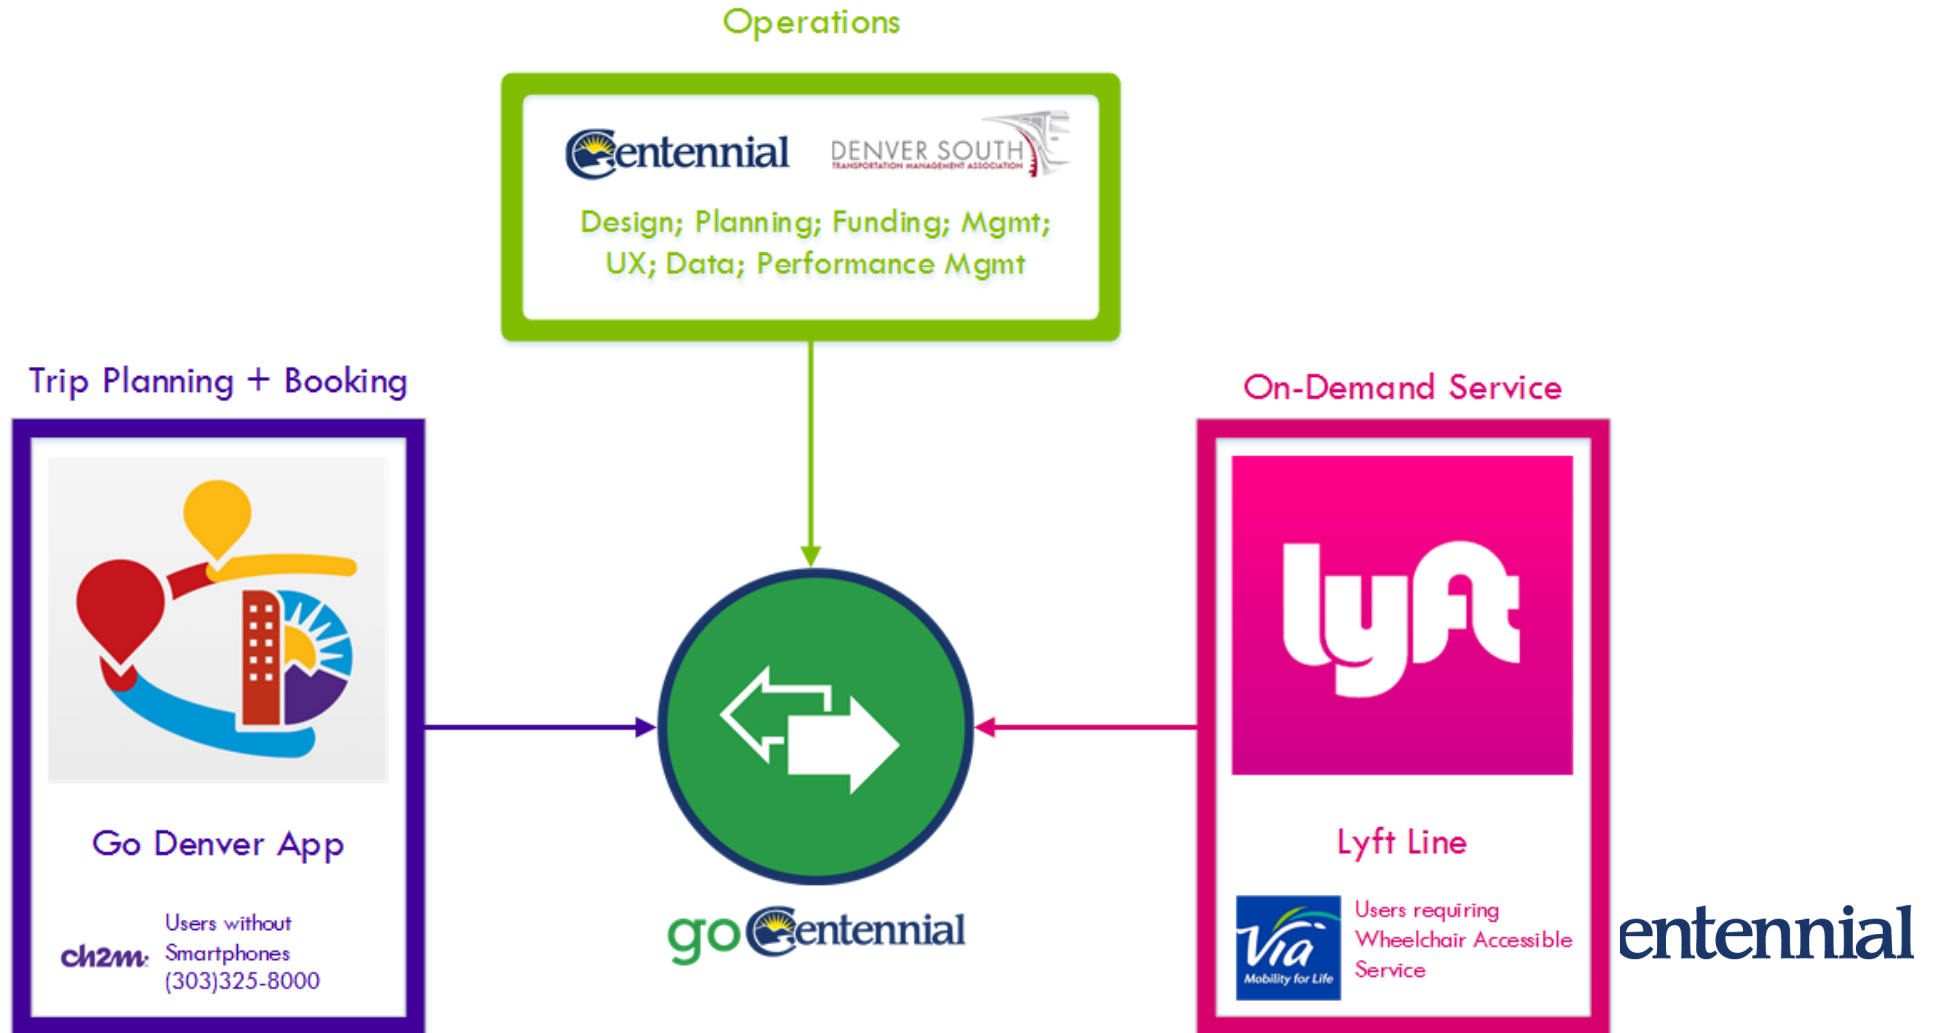 Operations
Centennial
DENVER SOUTH
TRANSPORTATION MANAGEMENT ASSOCIATION
Design; Planning; Funding; Mgmt;
UX; Data; Performance Mgmt
Trip Planning + Booking
Go Denver App
ch2m:
Users without
Smartphones
(303)325-8000
go Centennial
On-Demand Service
lyft
Lyft Line
Via
Mobility for Life
Users requiring
Wheelchair Accessible
Service
entennial